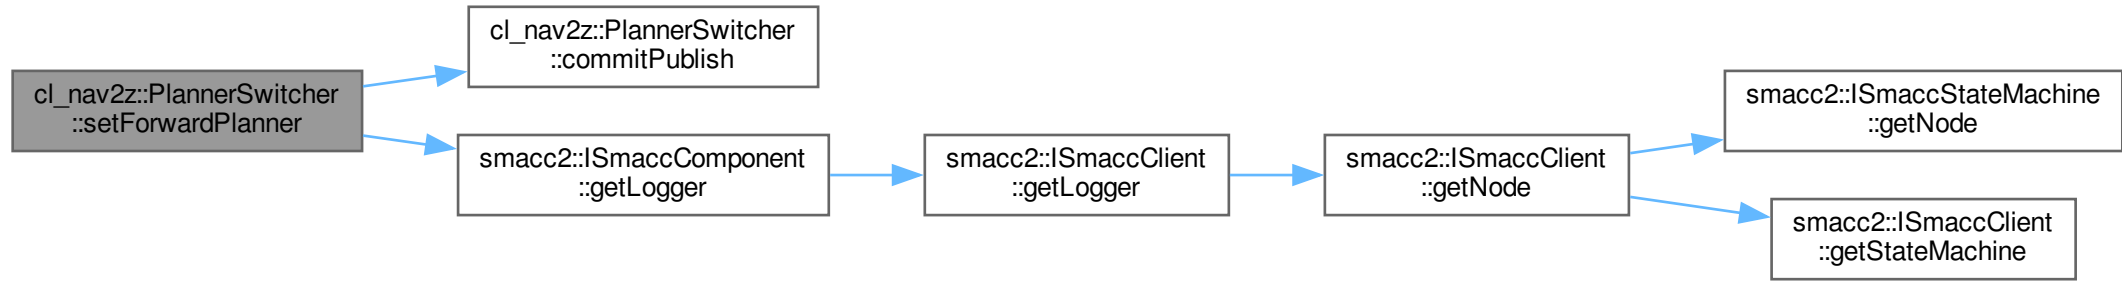 cl_nav2z::PlannerSwitcher
::setForwardPlanner
cl_nav2z::PlannerSwitcher
::commitPublish
smacc2::ISmaccComponent
::getLogger
smacc2::ISmaccClient
::getLogger
smacc2::ISmaccClient
::getNode
smacc2::ISmaccStateMachine
::getNode
smacc2::ISmaccClient
::getStateMachine